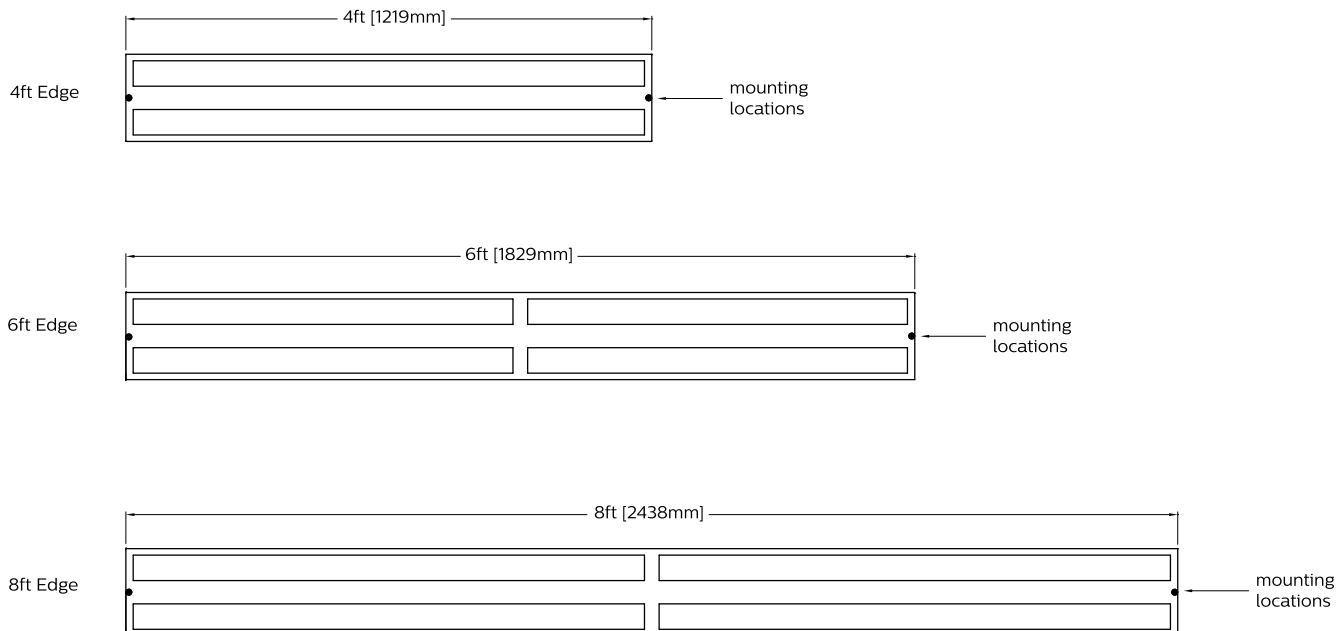 4ft [1219mm]
4ft Edge
mounting
locations
6ft [1829mm]
6ft Edge
mounting
locations
8ft [2438mm]
8ft Edge
mounting
locations